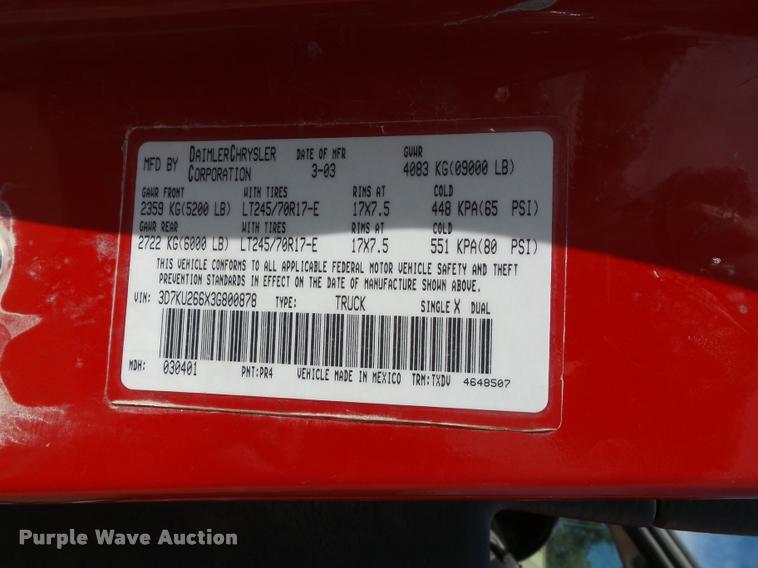 MFD BY DAIMLERCHRYSLER CORPORATION DATE OF MFR 3-03 GVWR 4083 KG(09000 LB)
GAWR FRONT WITH TIRES RIMS AT COLD
2359 KG(5200 LB) LT245/70R17-E 17X7.5 448 KPA(65 PSI)
GAWR REAR WITH TIRES RIMS AT COLD
2722 KG(6000 LB) LT245/70R17-E 17X7.5 551 KPA(80 PSI)
THIS VEHICLE CONFORMS TO ALL APPLICABLE FEDERAL MOTOR VEHICLE SAFETY AND THEFT
PREVENTION STANDARDS IN EFFECT ON THE DATE OF MANUFACTURE SHOWN ABOVE.
VIN: 3D7KU266X3G800878 TYPE: TRUCK SINGLE X DUAL
MDH: 030401 PNT:PR4 VEHICLE MADE IN MEXICO TRM:TXDV 4648507
Purple Wave Auction